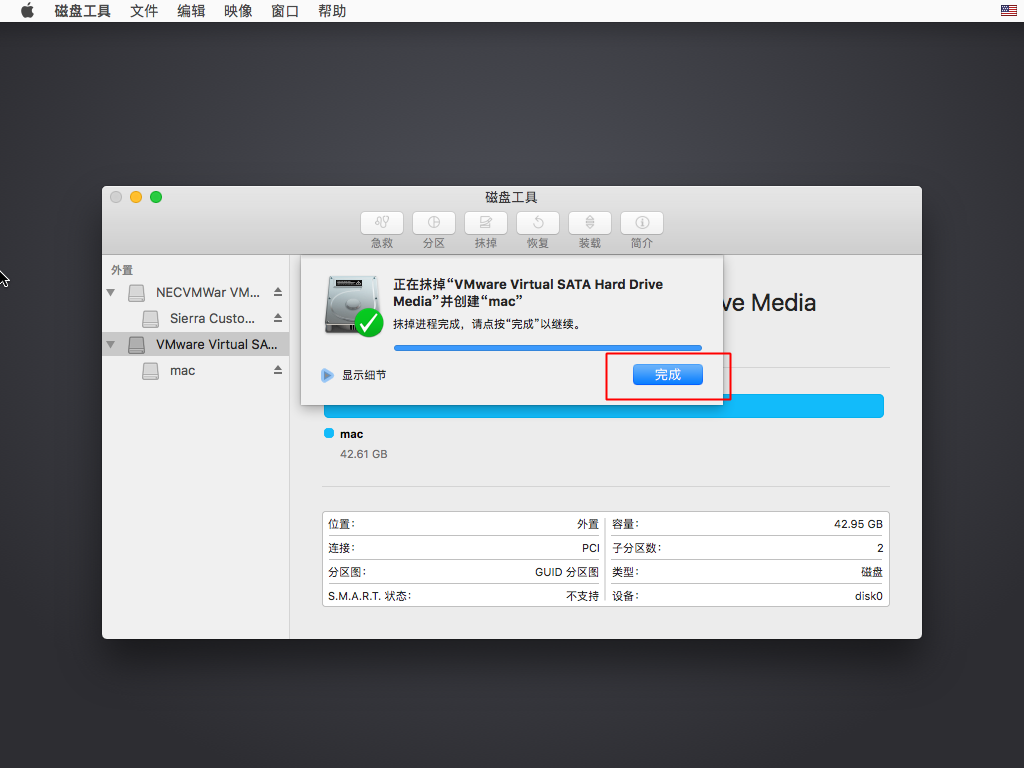 磁盘工具 文件 编辑 映像 窗口 帮助
磁盘工具
急救 分区 抹掉 恢复 装载 简介
外置
NECVMWar VM...
Sierra Custo...
VMware Virtual SA...
mac
正在抹掉“VMware Virtual SATA Hard Drive
Media”并创建“mac”
抹掉进程完成，请点按“完成”以继续。
显示细节
完成
ve Media
mac
42.61 GB
位置： 外置
容量： 42.95 GB
连接： PCI
子分区数： 2
分区图： GUID 分区图
类型： 磁盘
S.M.A.R.T. 状态： 不支持
设备： disk0